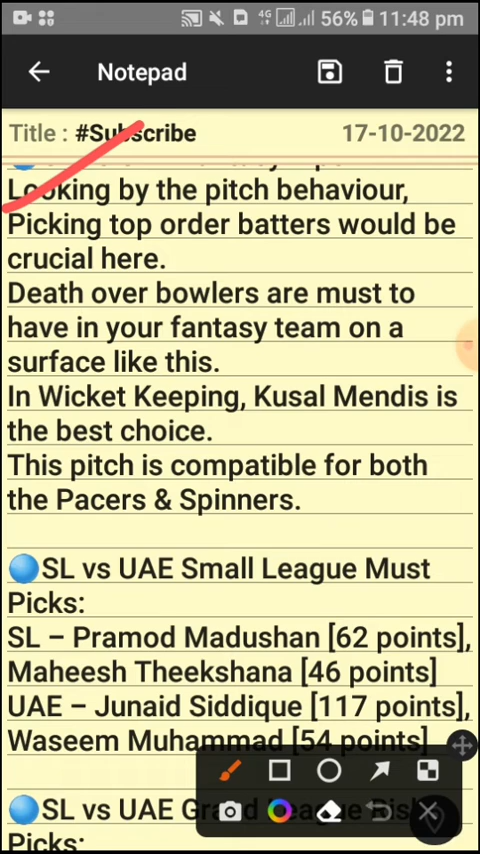 4G 56% 11:48 pm
Notepad
Title : #Subscribe 17-10-2022
Looking by the pitch behaviour,
Picking top order batters would be
crucial here.
Death over bowlers are must to
have in your fantasy team on a
surface like this.
In Wicket Keeping, Kusal Mendis is
the best choice.
This pitch is compatible for both
the Pacers & Spinners.
SL vs UAE Small League Must
Picks:
SL – Pramod Madushan [62 points],
Maheesh Theekshana [46 points]
UAE – Junaid Siddique [117 points],
Waseem Muhammad [54 points]
SL vs UAE Grand League Risk
Picks: